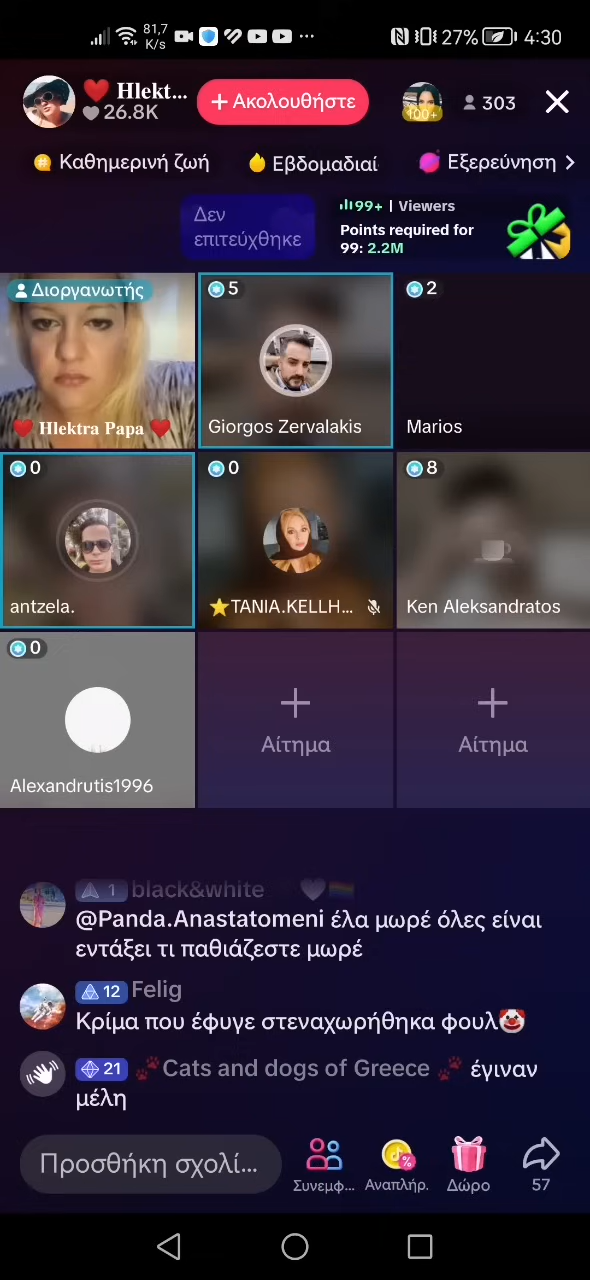 81,7
K/s
27%
4:30
Hlekt...
26.8K
+ Ακολουθήστε
100+
303
Καθημερινή ζωή
Εβδομαδιαί
Εξερεύνηση
Δεν
επιτεύχθηκε
99+ | Viewers
Points required for
99: 2.2M
Διοργανωτής
Hlektra Papa
5
Giorgos Zervalakis
2
Marios
0
antzela.
0
TANIA.KELLH...
8
Ken Aleksandratos
0
Alexandrutis1996
Αίτημα
Αίτημα
1 black&white
@Panda.Anastatomeni έλα μωρέ όλες είναι
εντάξει τι παθιάζεστε μωρέ
12 Felig
Κρίμα που έφυγε στεναχωρήθηκα φουλ
21 Cats and dogs of Greece έγιναν
μέλη
Προσθήκη σχολί...
Συνεμφ...
Αναπλήρ.
Δώρο
57